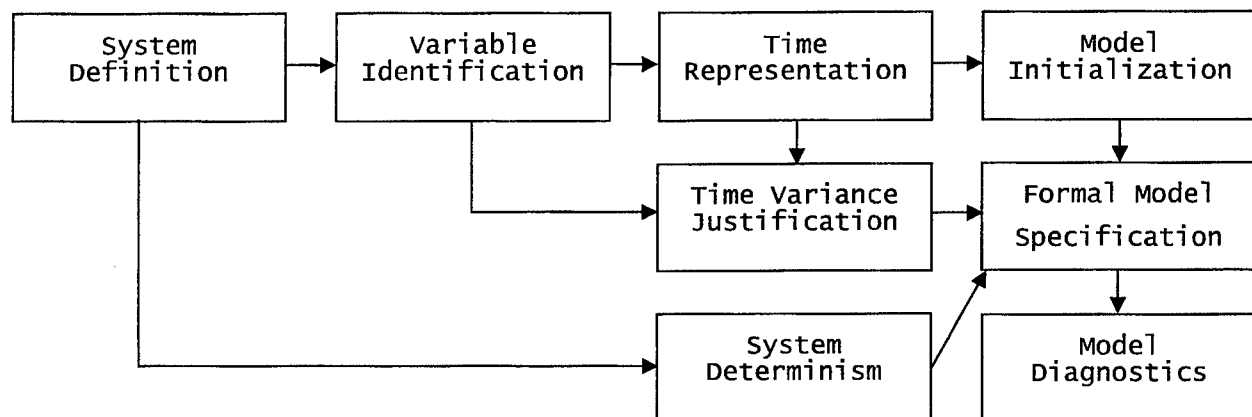 System
Definition
Variable
Identification
Time
Representation
Model
Initialization
Time Variance
Justification
Formal Model
Specification
System
Determinism
Model
Diagnostics